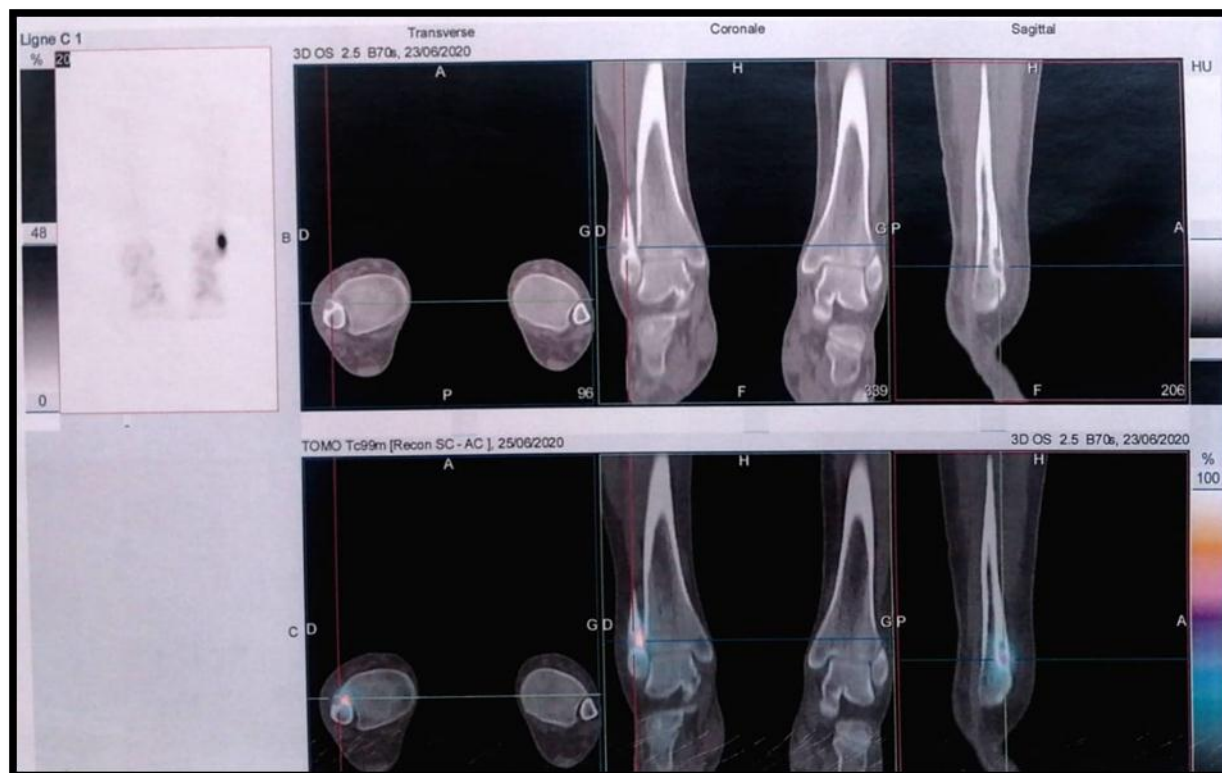 Ligne C 1
Transverse
Coronale
Sagittal
%
20
3D OS 2.5 B70s, 23/06/2020
HU
A
H
H
48
B
D
G
D
G
P
A
0
P
96
F
339
F
206
TOMO Tc99m [Recon SC - AC ], 25/06/2020
3D OS 2.5 B70s, 23/06/2020
%
100
A
H
H
C
D
G
D
G
P
A